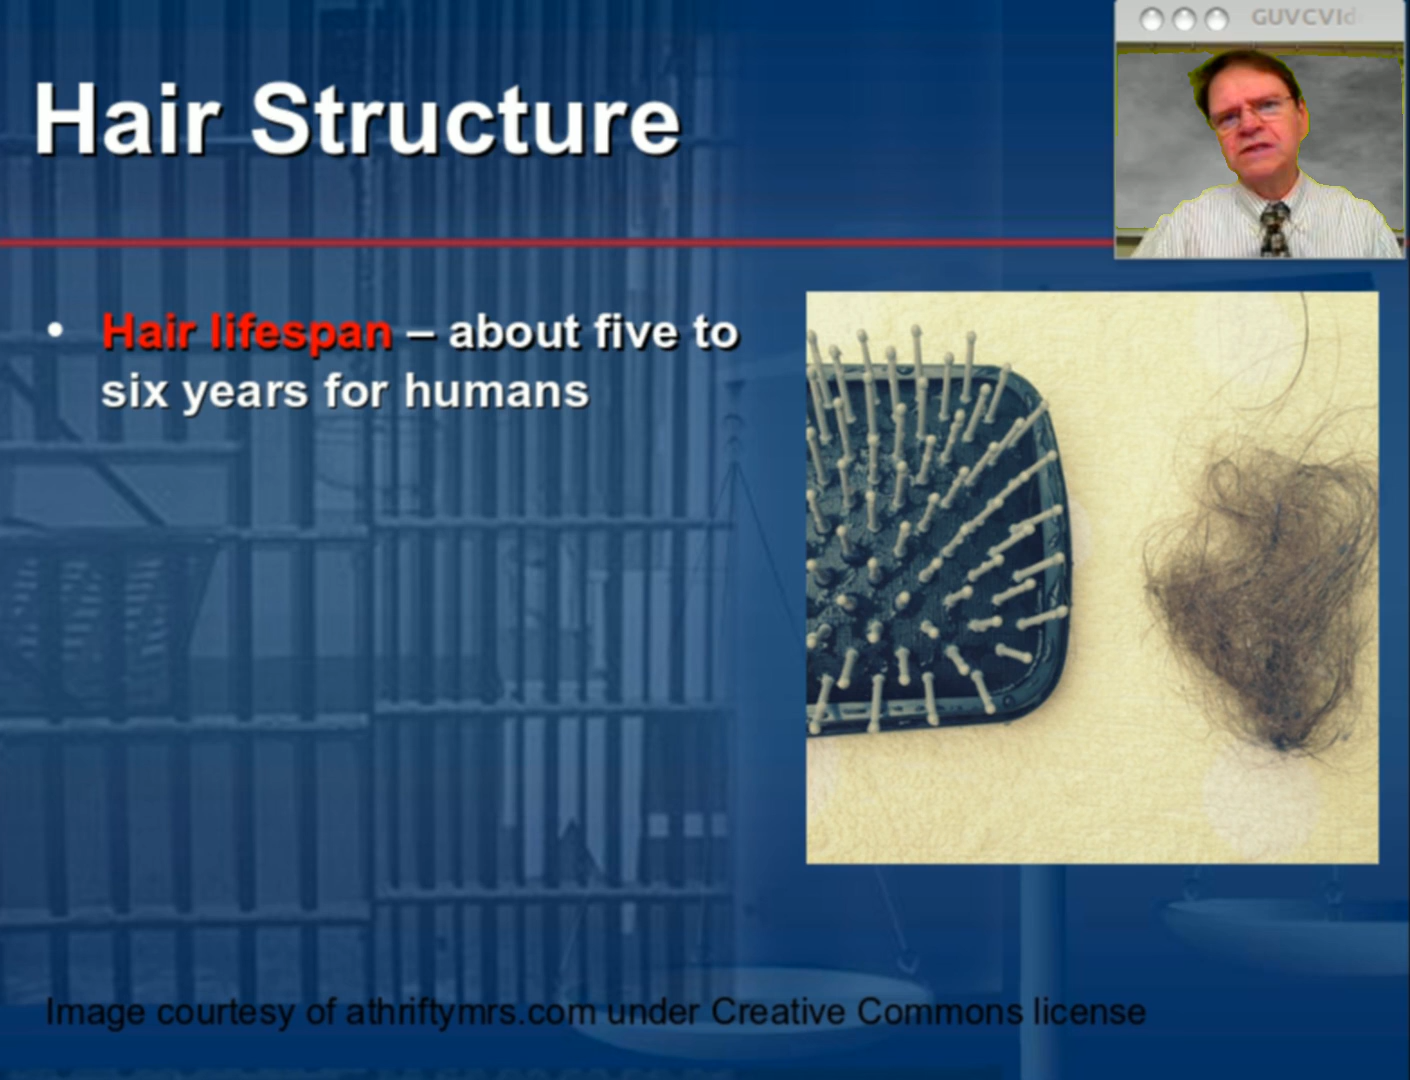 GUVCVId
Hair Structure
• Hair lifespan – about five to
six years for humans
Image courtesy of athriftymrs.com under Creative Commons license